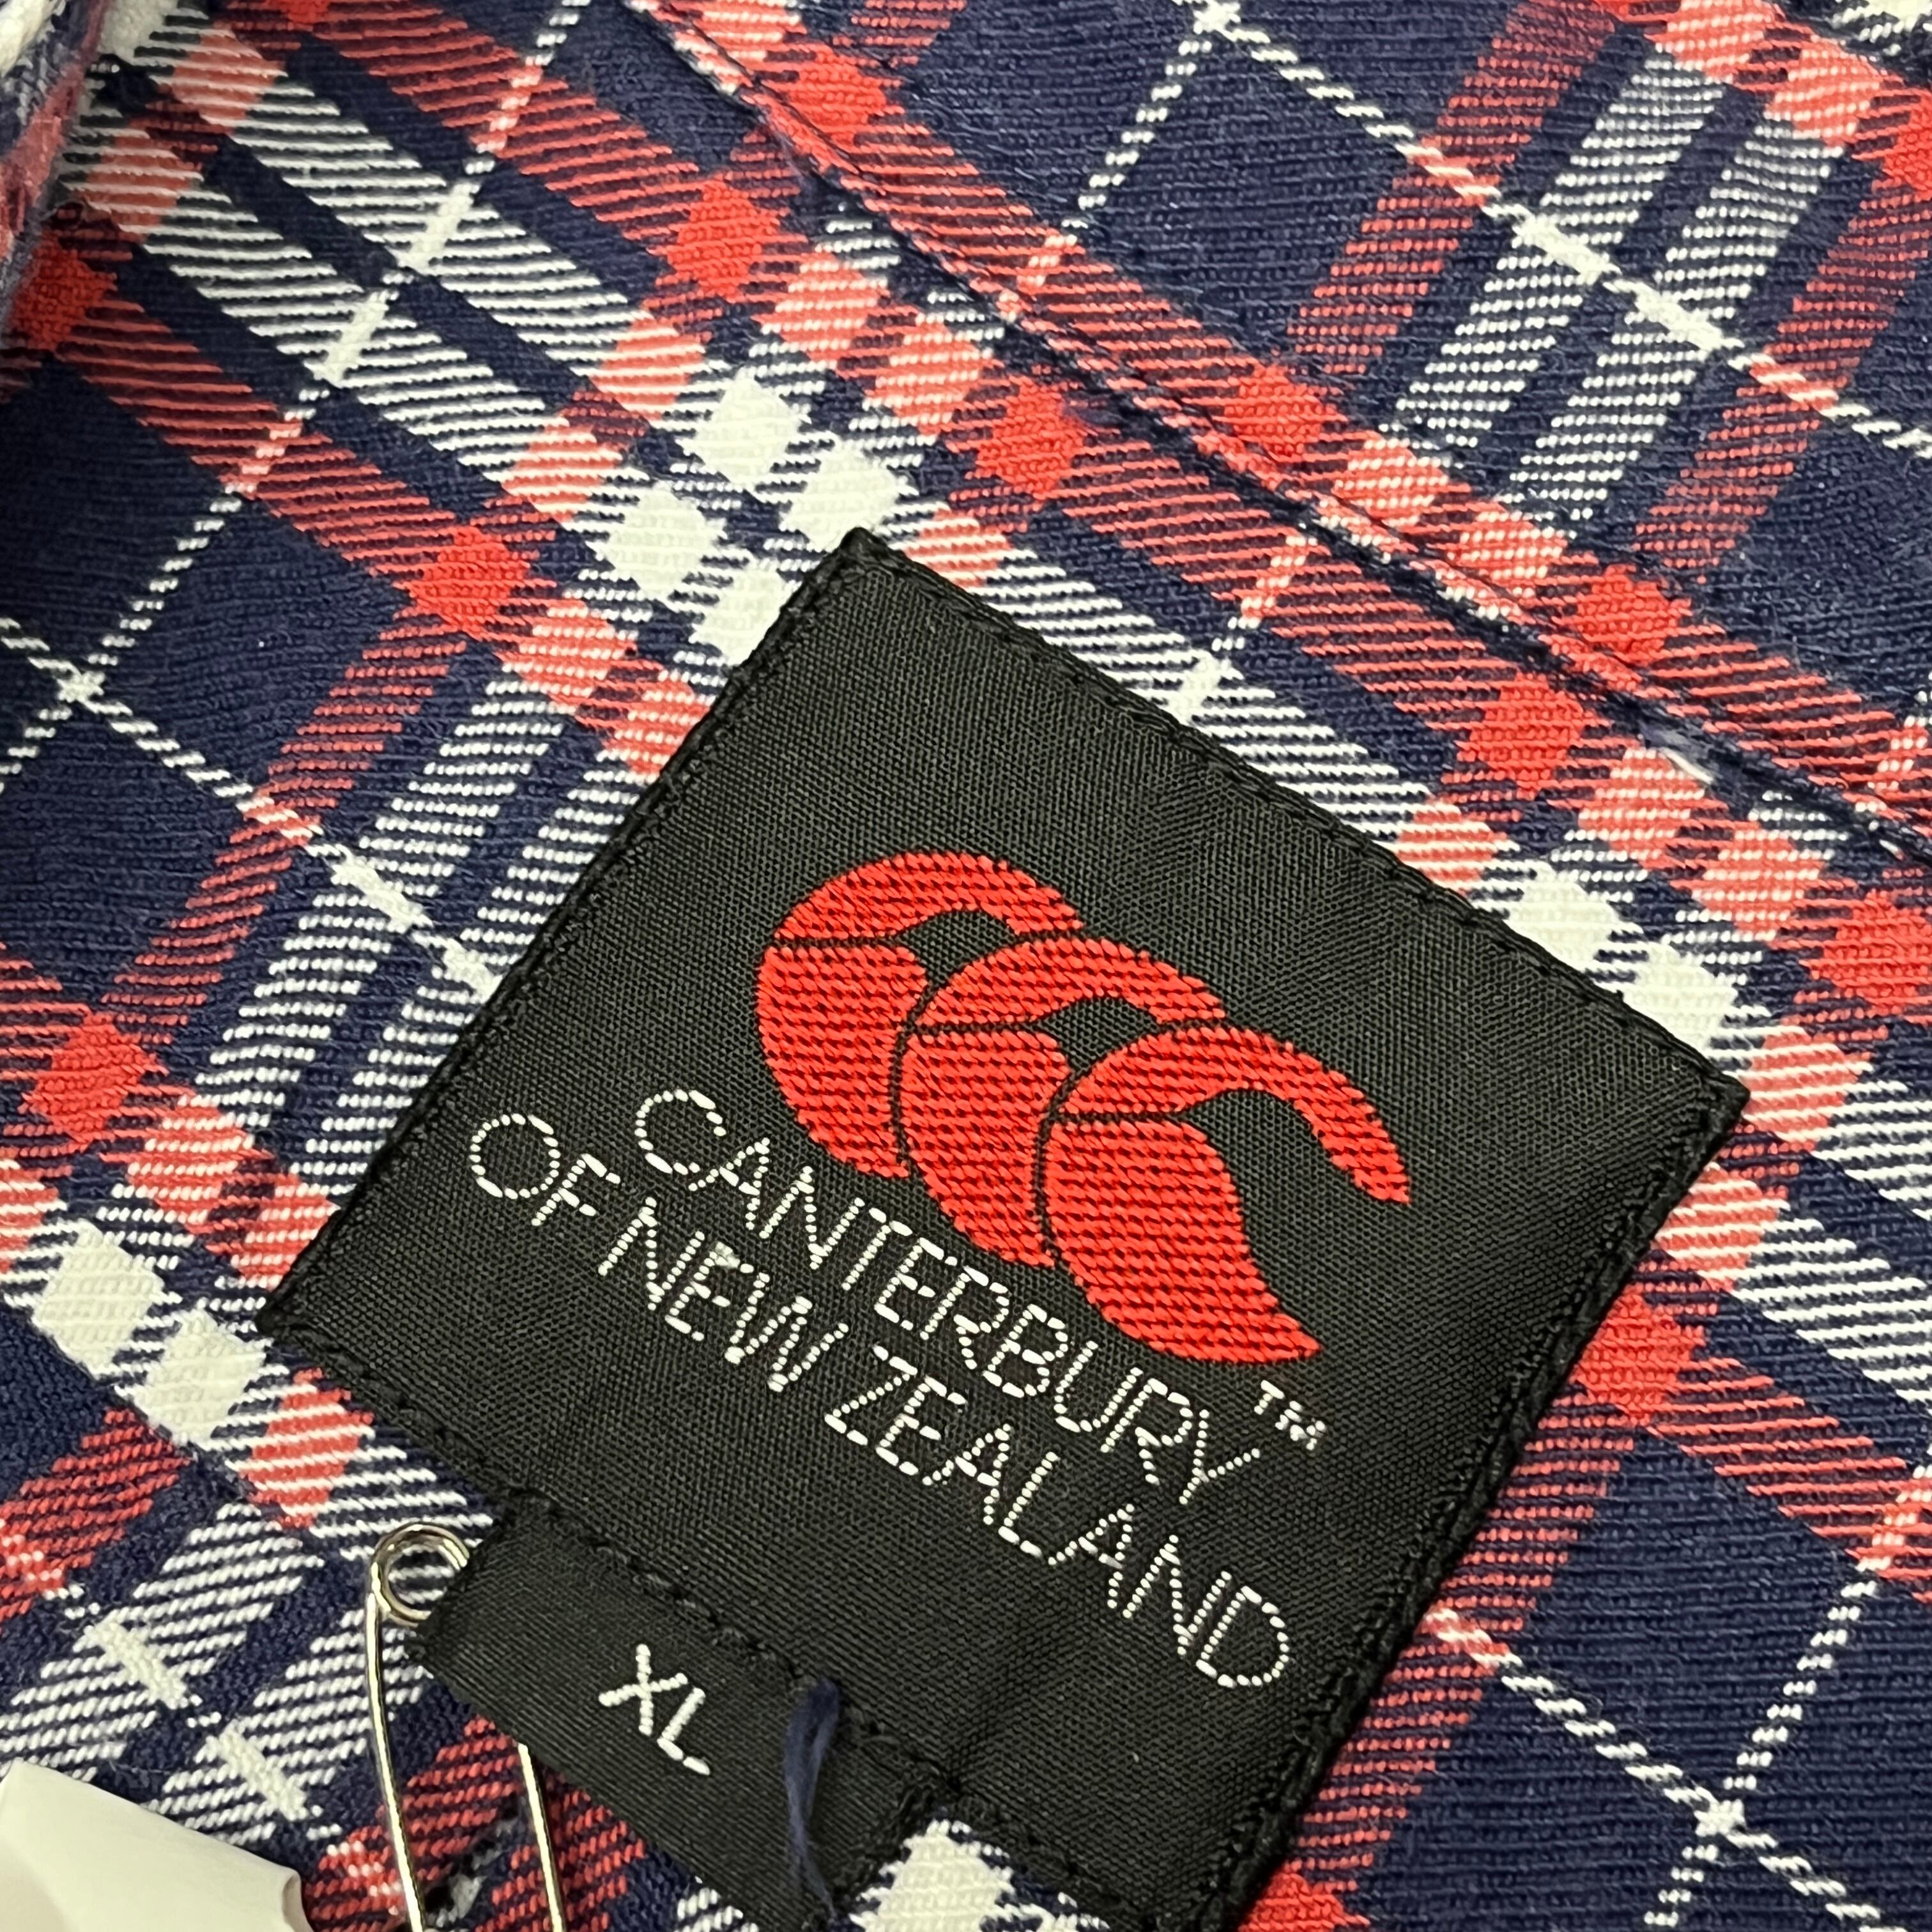 CANTERBURY™
OF NEW ZEALAND
XL